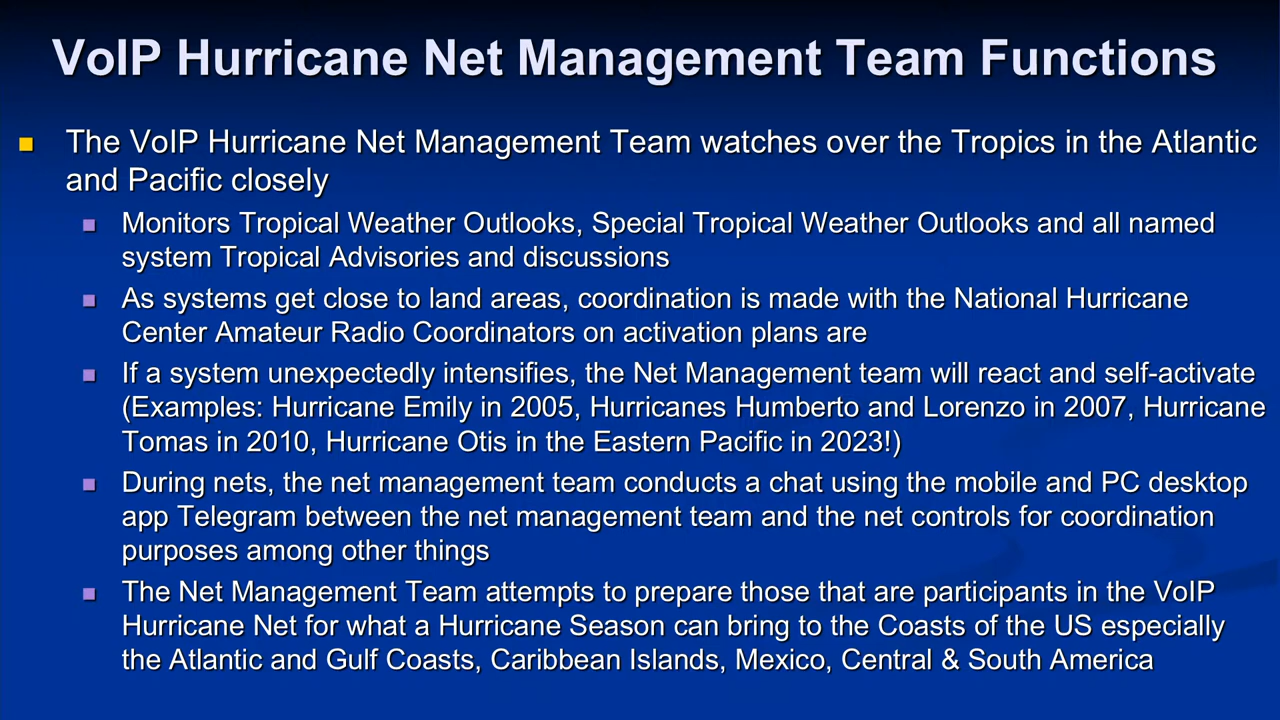 VoIP Hurricane Net Management Team Functions
The VoIP Hurricane Net Management Team watches over the Tropics in the Atlantic
and Pacific closely
Monitors Tropical Weather Outlooks, Special Tropical Weather Outlooks and all named
system Tropical Advisories and discussions
As systems get close to land areas, coordination is made with the National Hurricane
Center Amateur Radio Coordinators on activation plans are
If a system unexpectedly intensifies, the Net Management team will react and self-activate
(Examples: Hurricane Emily in 2005, Hurricanes Humberto and Lorenzo in 2007, Hurricane
Tomas in 2010, Hurricane Otis in the Eastern Pacific in 2023!)
During nets, the net management team conducts a chat using the mobile and PC desktop
app Telegram between the net management team and the net controls for coordination
purposes among other things
The Net Management Team attempts to prepare those that are participants in the VoIP
Hurricane Net for what a Hurricane Season can bring to the Coasts of the US especially
the Atlantic and Gulf Coasts, Caribbean Islands, Mexico, Central & South America